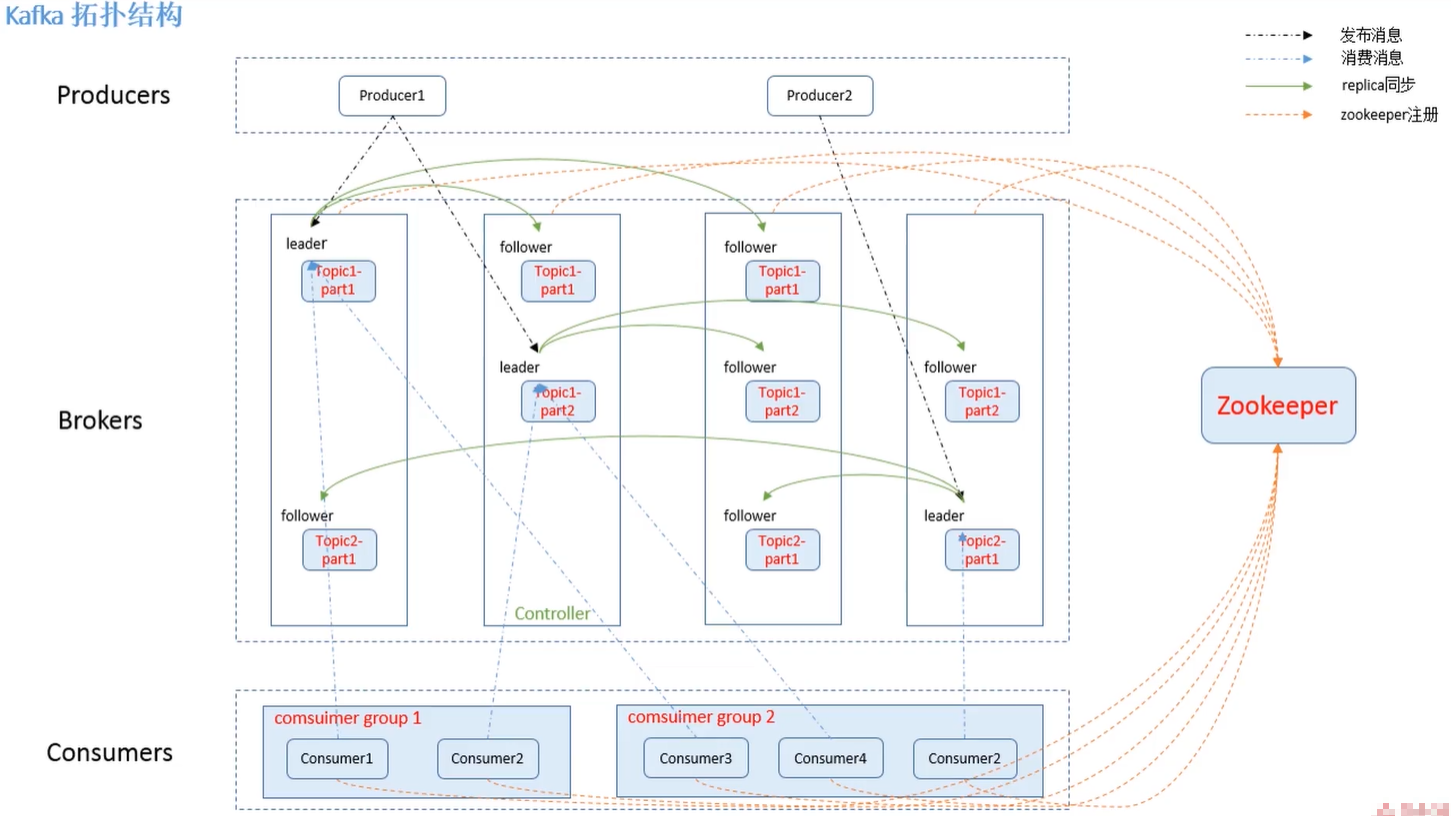 Kafka 拓扑结构
发布消息
消费消息
replica同步
zookeeper注册
Producers
Producer1
Producer2
leader
Topic1-
part1
follower
Topic1-
part1
follower
Topic1-
part1
leader
Topic1-
part2
follower
Topic1-
part2
follower
Topic1-
part2
Brokers
Zookeeper
follower
Topic2-
part1
follower
Topic2-
part1
leader
Topic2-
part1
Controller
Consumers
comsuimer group 1
Consumer1
Consumer2
comsuimer group 2
Consumer3
Consumer4
Consumer2